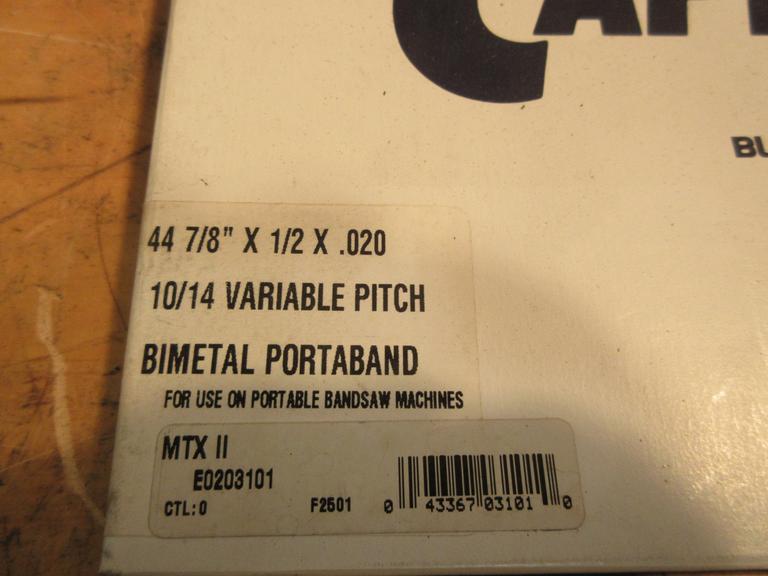 44 7/8" X 1/2 X .020
10/14 VARIABLE PITCH
BIMETAL PORTABAND
FOR USE ON PORTABLE BANDSAW MACHINES
MTX II
E0203101
CTL:0 F2501
0 43367 03101 0